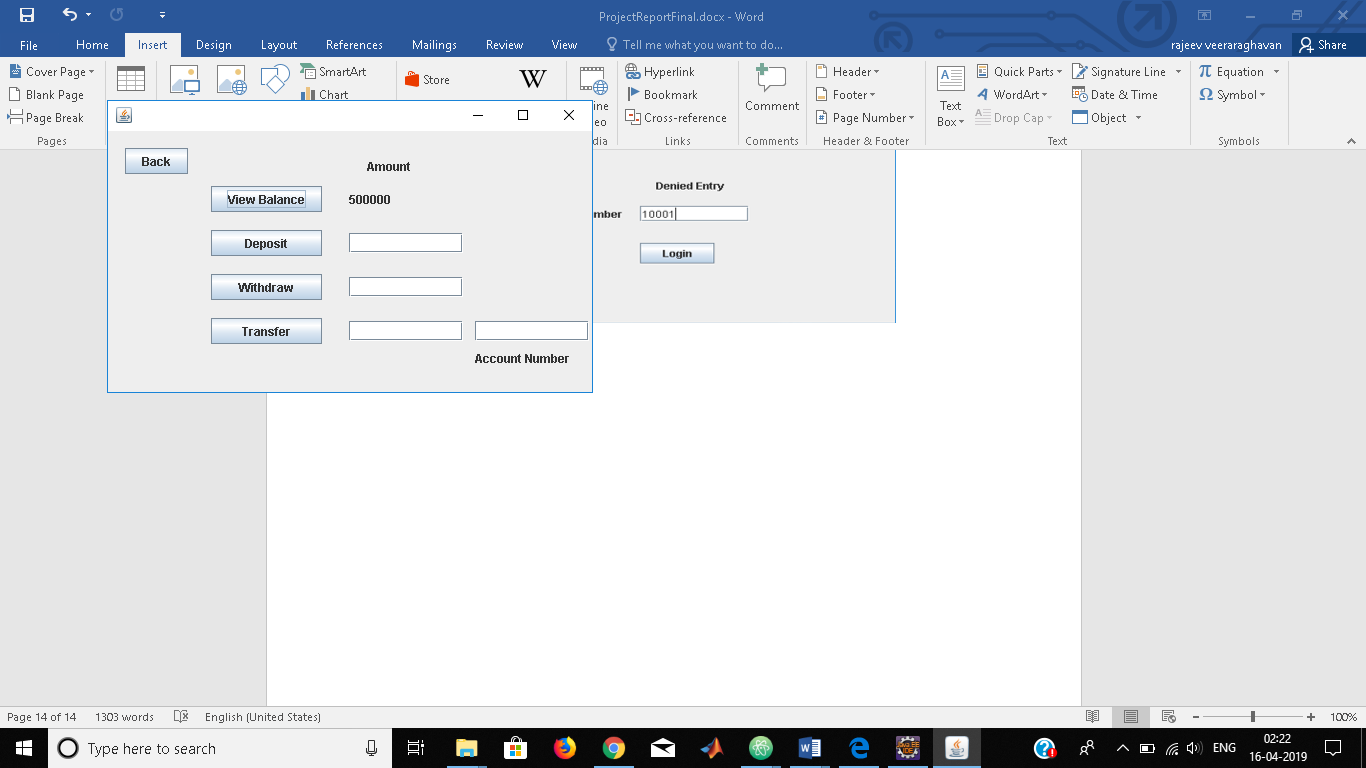 ProjectReportFinal.docx - Word
File Home Insert Design Layout References Mailings Review View Tell me what you want to do... rajeev veeraraghavan Share
Cover Page SmartArt Store W Hyperlink Header Quick Parts Signature Line Equation
Blank Page Chart Bookmark Comment Footer Text WordArt Date & Time Symbol
Page Break Cross-reference Page Number Box Drop Cap Object
Pages Links Comments Header & Footer Text Symbols
Back
Amount
View Balance 500000
Deposit
Withdraw
Transfer
Account Number
Denied Entry
10001
Login
Page 14 of 14 1303 words English (United States) 100%
Type here to search ENG 02:22
16-04-2019